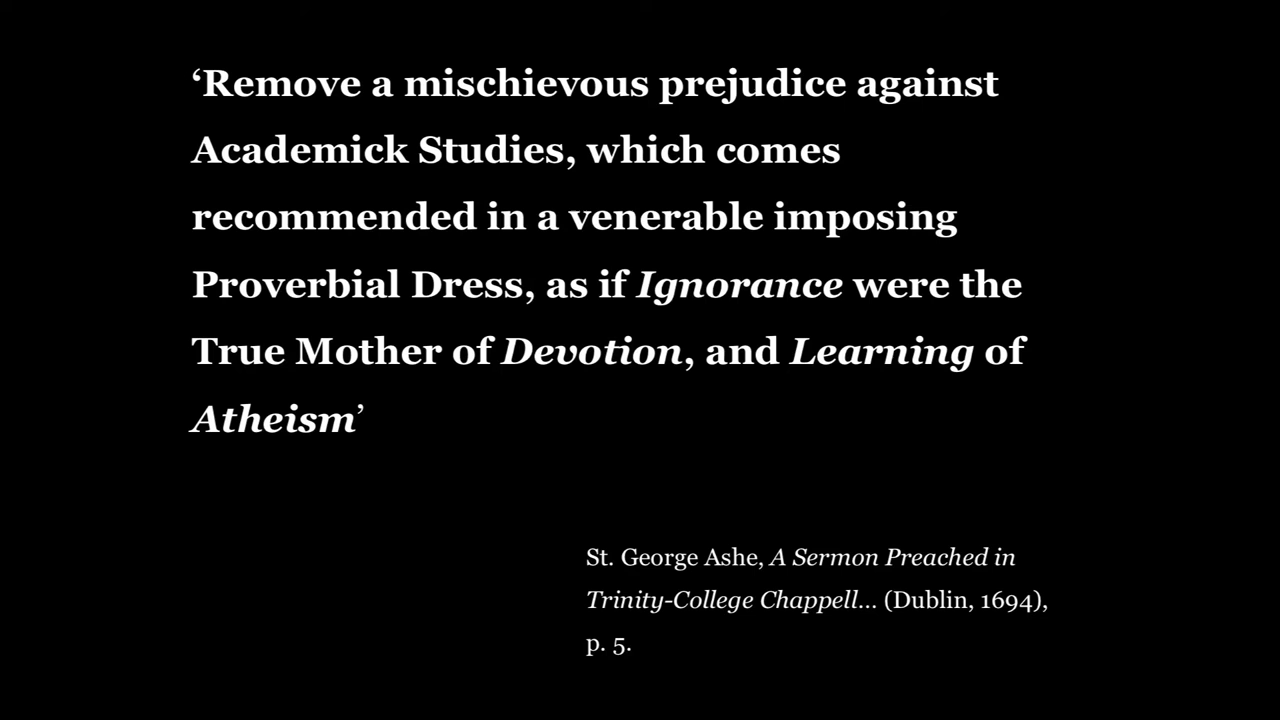 ‘Remove a mischievous prejudice against
Academick Studies, which comes
recommended in a venerable imposing
Proverbial Dress, as if Ignorance were the
True Mother of Devotion, and Learning of
Atheism’
St. George Ashe, A Sermon Preached in
Trinity-College Chappell... (Dublin, 1694),
p. 5.